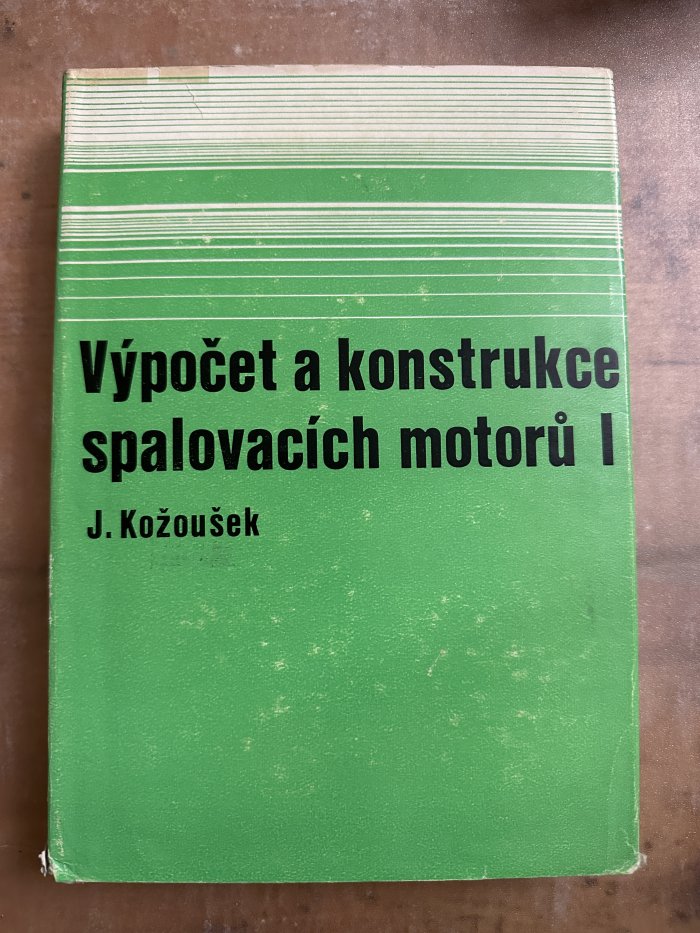 Výpočet a konstrukce
spalovacích motorů I
J. Kožoušek